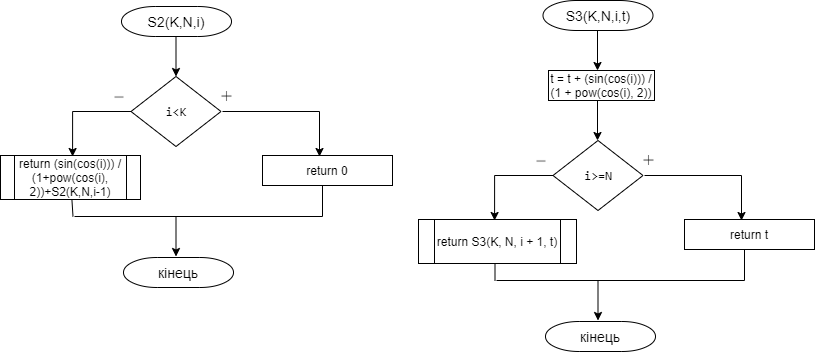 S2(K,N,i)
i<K
−
+
return (sin(cos(i))) /
(1+pow(cos(i),
2))+S2(K,N,i-1)
return 0
кінець
S3(K,N,i,t)
t = t + (sin(cos(i))) /
(1 + pow(cos(i), 2))
i>=N
−
+
return S3(K, N, i + 1, t)
return t
кінець